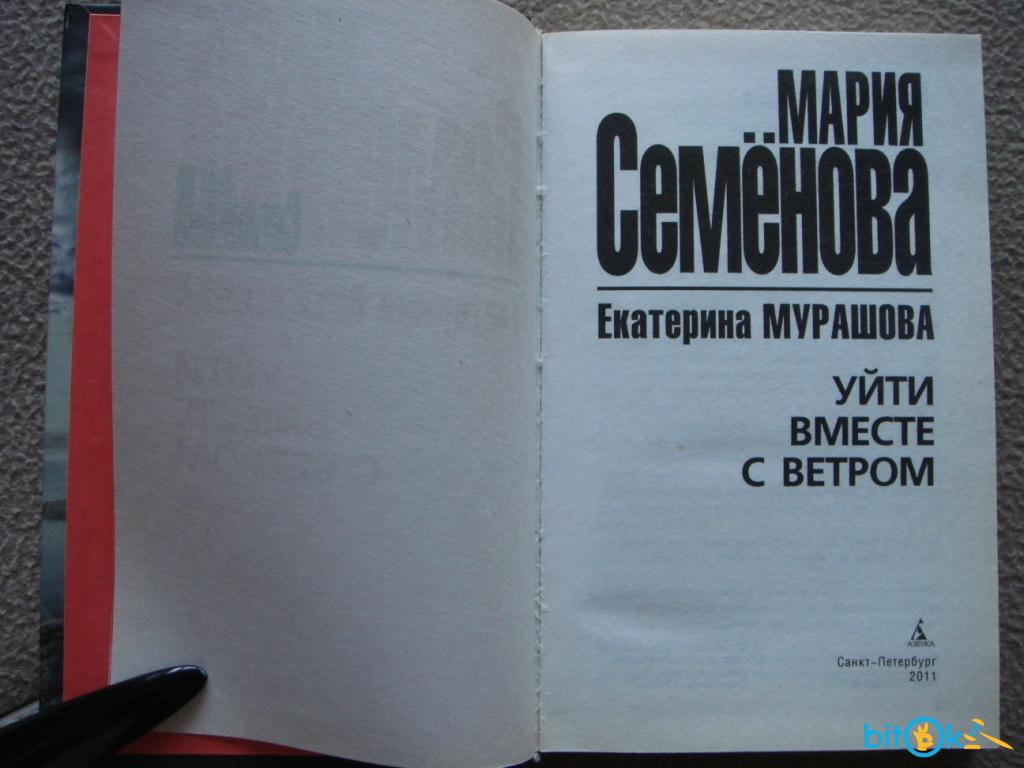 МАРИЯ
СЕМЁНОВА
ЕКАТЕРИНА МУРАШОВА
УЙТИ
ВМЕСТЕ
С ВЕТРОМ
АЗБУКА
Санкт-Петербург
2011
bitok